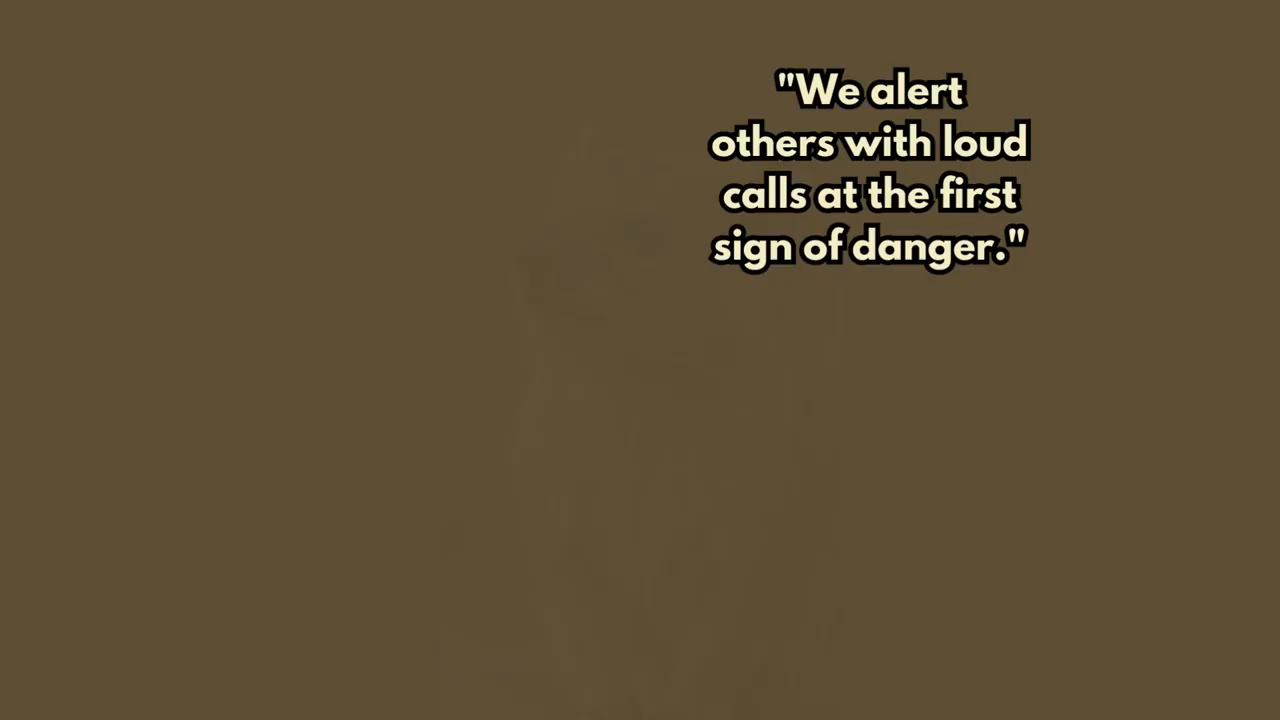 "We alert
others with loud
calls at the first
sign of danger."